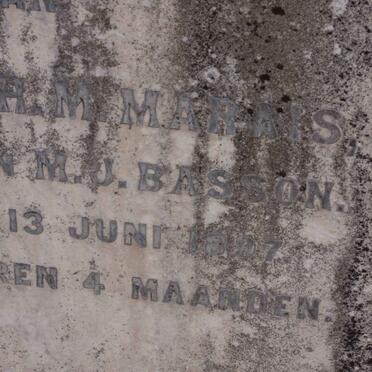 R. M. MARAIS,
N M. J. BASSON.
13 JUNI
REN 4 MAANDEN.